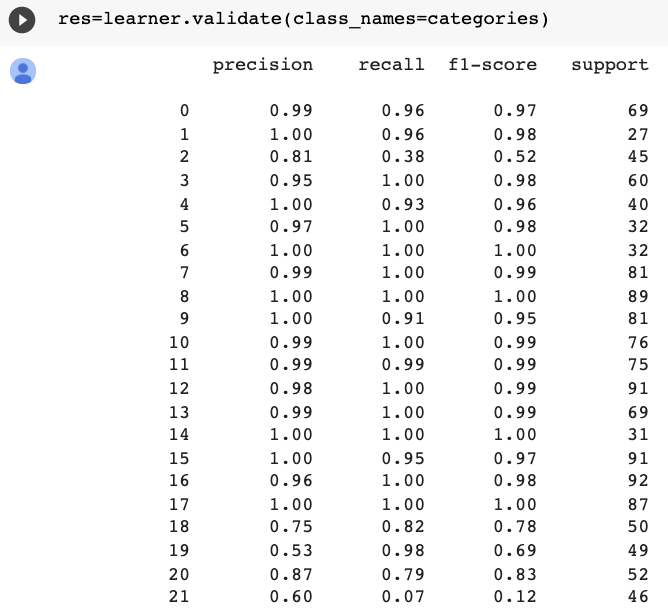 res=learner.validate(class_names=categories)
precision recall f1-score support
0 0.99 0.96 0.97 69
1 1.00 0.96 0.98 27
2 0.81 0.38 0.52 45
3 0.95 1.00 0.98 60
4 1.00 0.93 0.96 40
5 0.97 1.00 0.98 32
6 1.00 1.00 1.00 32
7 0.99 1.00 0.99 81
8 1.00 1.00 1.00 89
9 1.00 0.91 0.95 81
10 0.99 1.00 0.99 76
11 0.99 0.99 0.99 75
12 0.98 1.00 0.99 91
13 0.99 1.00 0.99 69
14 1.00 1.00 1.00 31
15 1.00 0.95 0.97 91
16 0.96 1.00 0.98 92
17 1.00 1.00 1.00 87
18 0.75 0.82 0.78 50
19 0.53 0.98 0.69 49
20 0.87 0.79 0.83 52
21 0.60 0.07 0.12 46